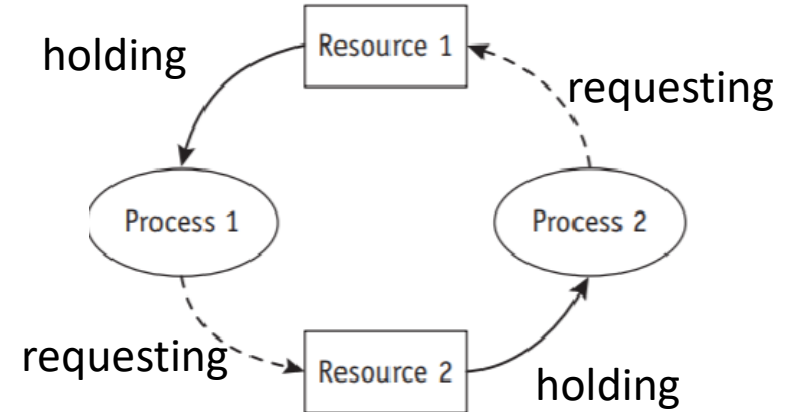 Resource 1
holding
requesting
Process 1
Process 2
requesting
Resource 2
holding